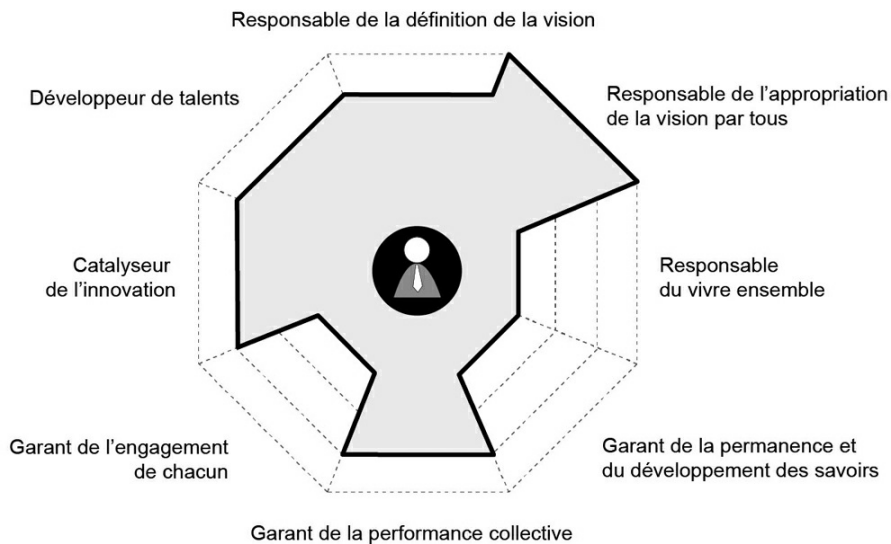 Responsable de la définition de la vision
Développeur de talents
Responsable de l’appropriation
de la vision par tous
Catalyseur
de l’innovation
Responsable
du vivre ensemble
Garant de l’engagement
de chacun
Garant de la permanence et
du développement des savoirs
Garant de la performance collective